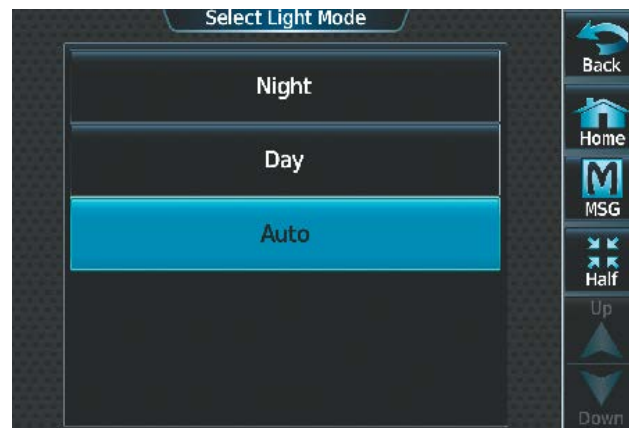 Select Light Mode
Night
Day
Auto
Back
Home
MSG
Half
Up
Down